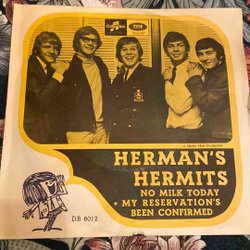 HERMAN'S
HERMITS
NO MILK TODAY
• MY RESERVATION'S
BEEN CONFIRMED
DB 8012